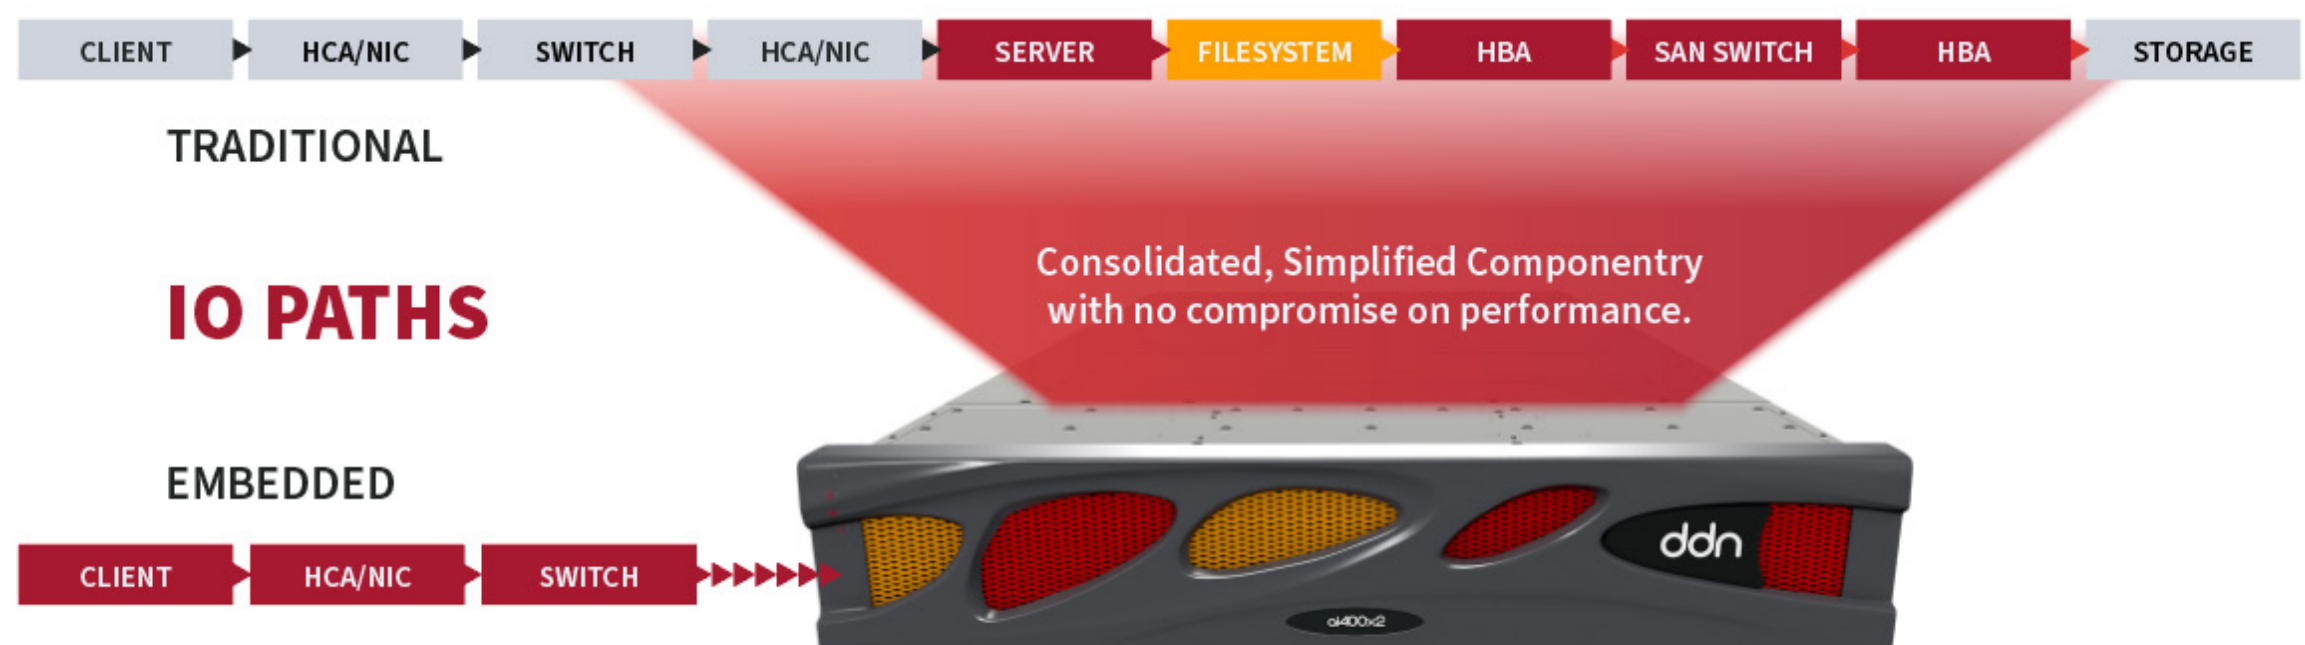 CLIENT HCA/NIC SWITCH HCA/NIC SERVER FILESYSTEM HBA SAN SWITCH HBA STORAGE
TRADITIONAL
Consolidated, Simplified Componentry
with no compromise on performance.
IO PATHS
EMBEDDED
CLIENT HCA/NIC SWITCH
ddn
ai400x2